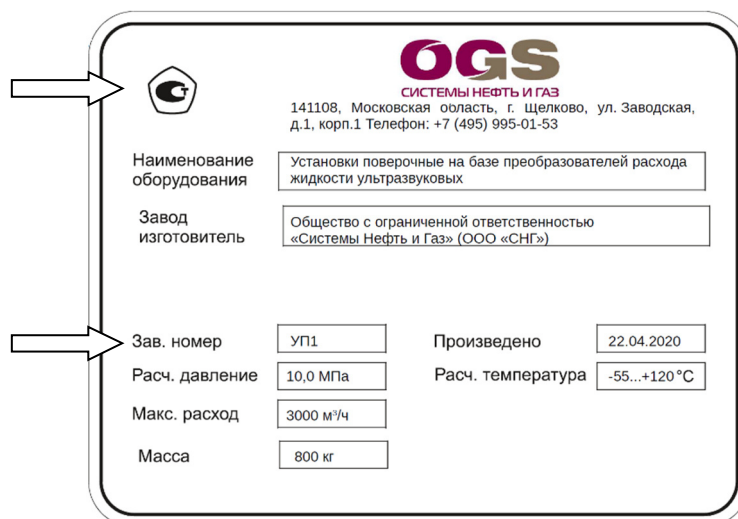 OGS
СИСТЕМЫ НЕФТЬ И ГАЗ
141108, Московская область, г. Щелково, ул. Заводская,
д.1, корп.1 Телефон: +7 (495) 995-01-53
Наименование оборудования
Установки поверочные на базе преобразователей расхода
жидкости ультразвуковых
Завод изготовитель
Общество с ограниченной ответственностью
«Системы Нефть и Газ» (ООО «СНГ»)
Зав. номер УП1 Произведено 22.04.2020
Расч. давление 10,0 МПа Расч. температура -55...+120°C
Макс. расход 3000 м³/ч
Масса 800 кг